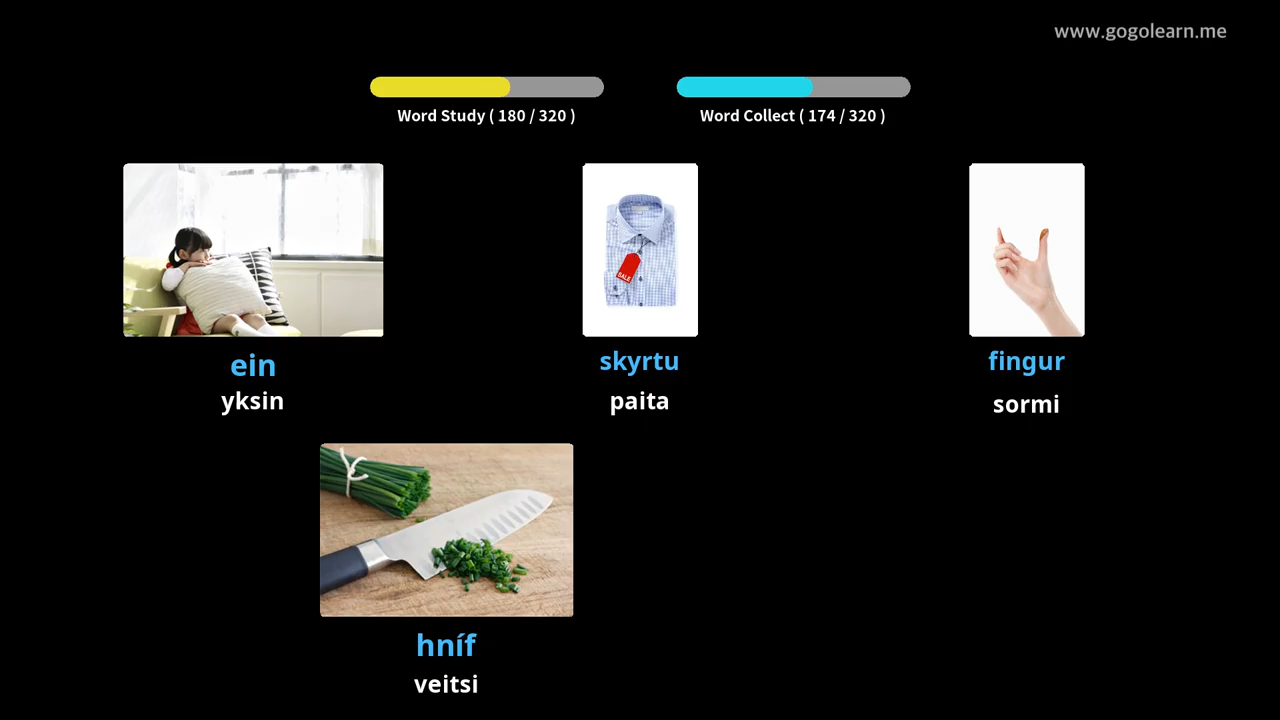 www.gogolearn.me
Word Study ( 180 / 320 )
Word Collect ( 174 / 320 )
SALE
ein
yksin
skyrtu
paita
fingur
sormi
hníf
veitsi